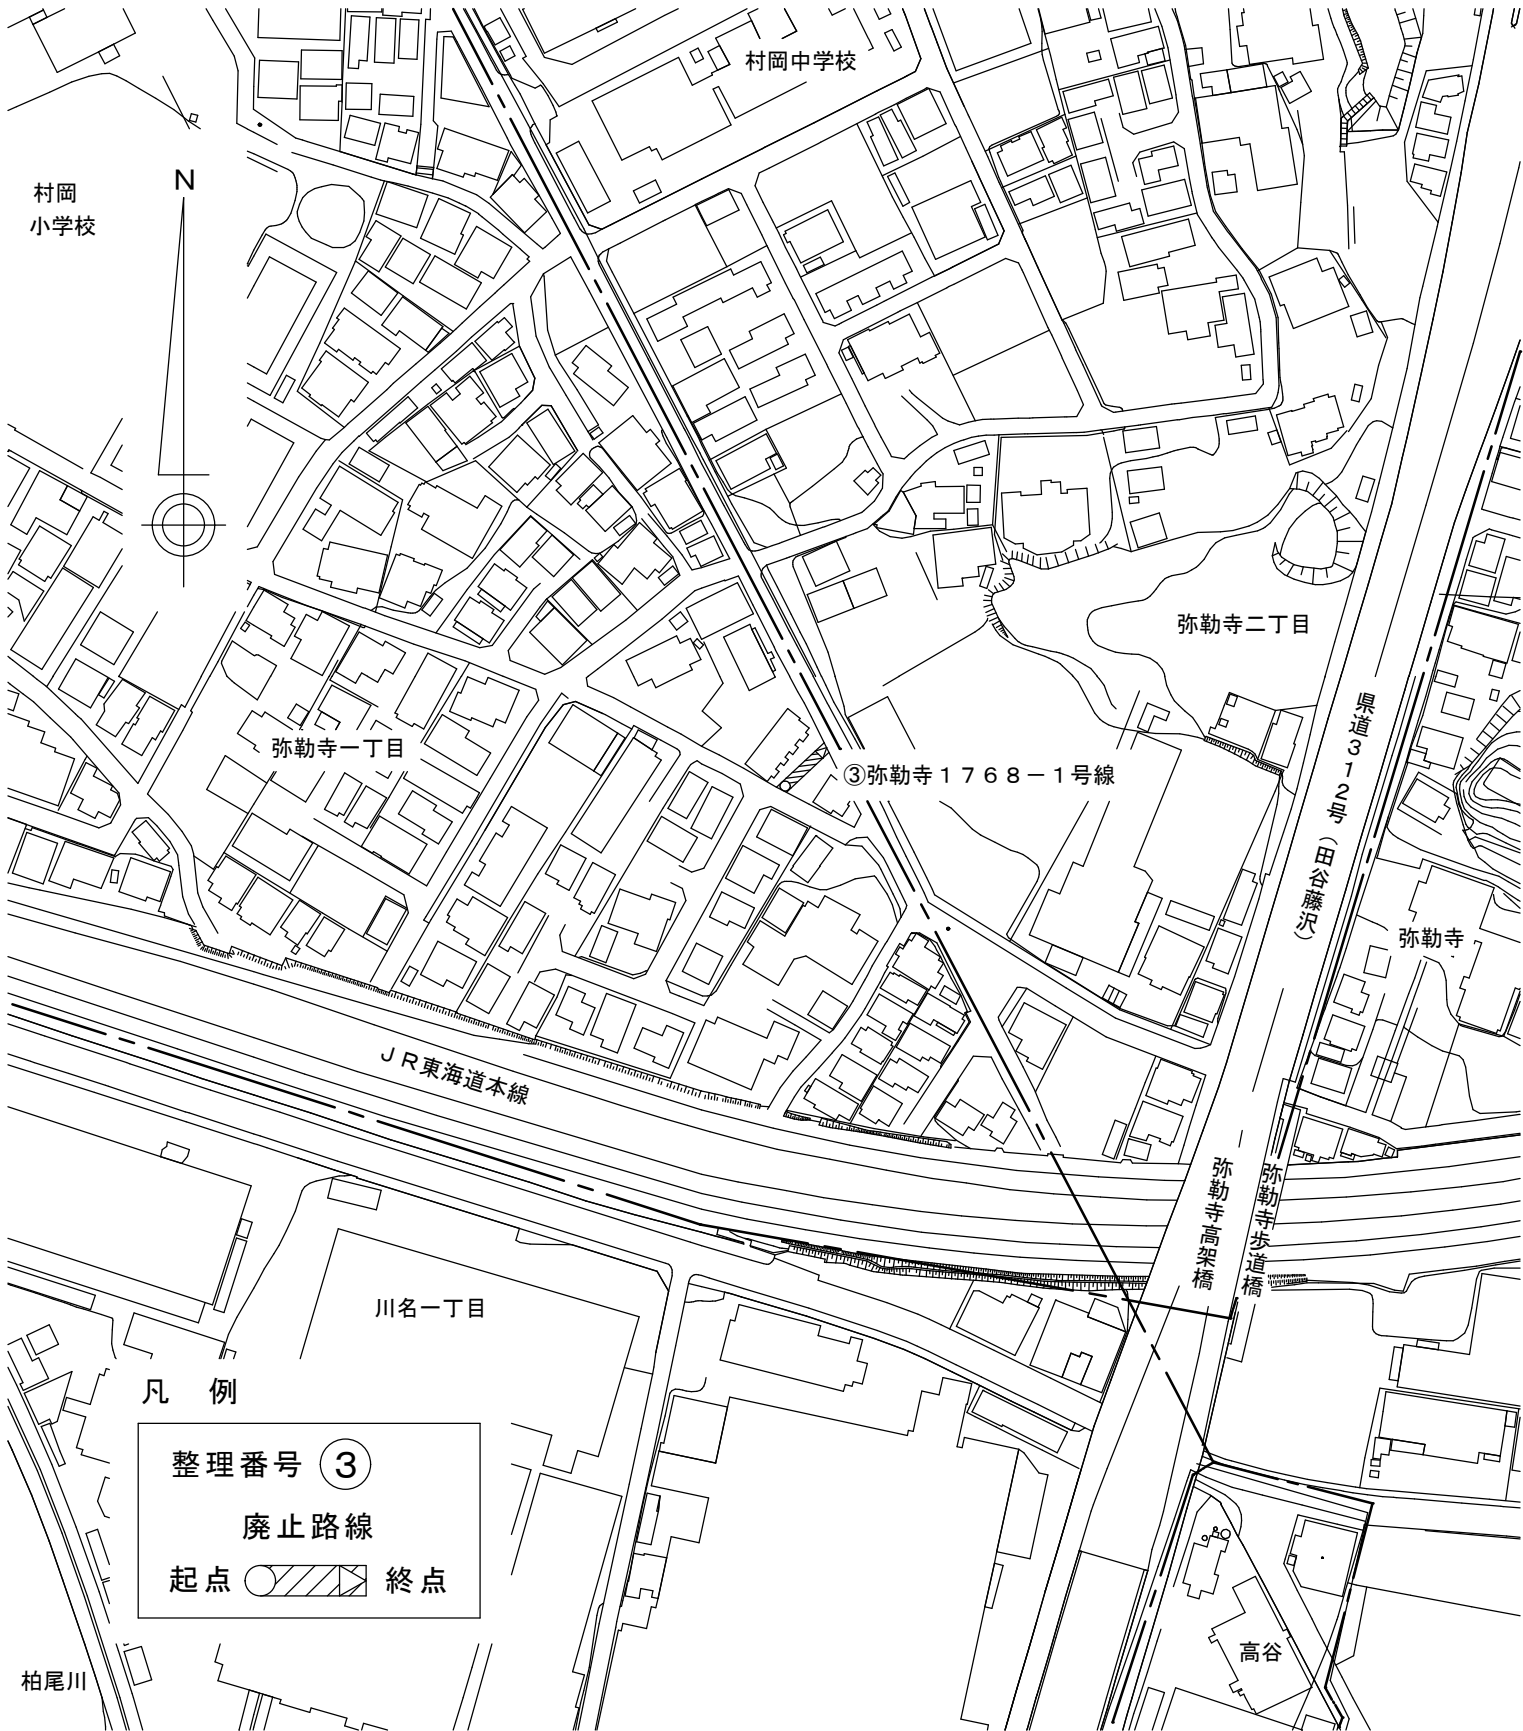 村岡中学校
村岡
小学校
N
弥勒寺二丁目
県道312号（田谷藤沢）
弥勒寺一丁目
③弥勒寺1768－1号線
弥勒寺
JR東海道本線
弥勒寺高架橋
弥勒寺歩道橋
川名一丁目
凡 例
整理番号 ③
廃止路線
起点 終点
高谷
柏尾川